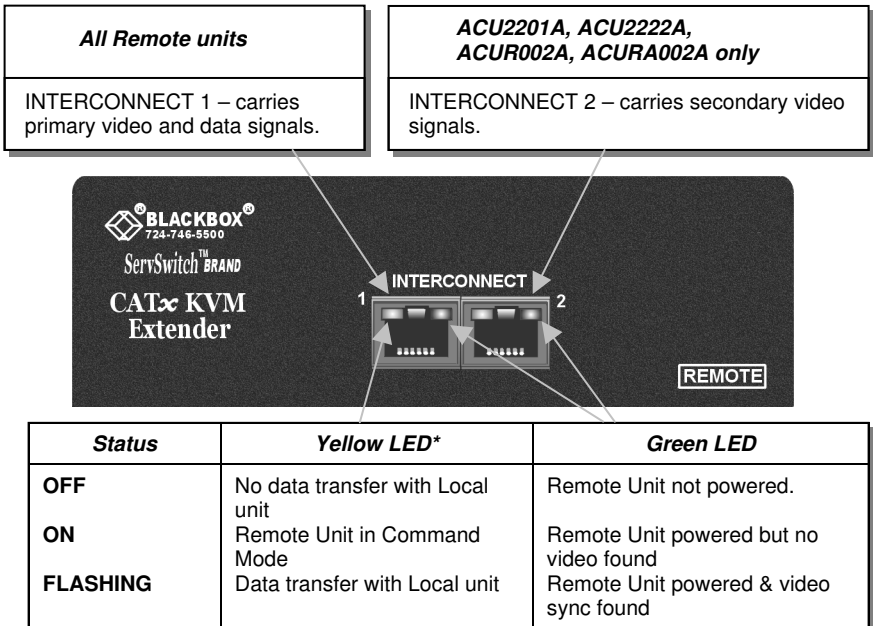 All Remote units
INTERCONNECT 1 – carries
primary video and data signals.
ACU2201A, ACU2222A,
ACUR002A, ACURA002A only
INTERCONNECT 2 – carries secondary video
signals.
®BLACKBOX®
724-746-5500
ServSwitch™BRAND
CATx KVM
Extender
INTERCONNECT
1
2
REMOTE
Status
Yellow LED*
Green LED
OFF
No data transfer with Local
unit
Remote Unit not powered.
ON
Remote Unit in Command
Mode
Remote Unit powered but no
video found
FLASHING
Data transfer with Local unit
Remote Unit powered & video
sync found